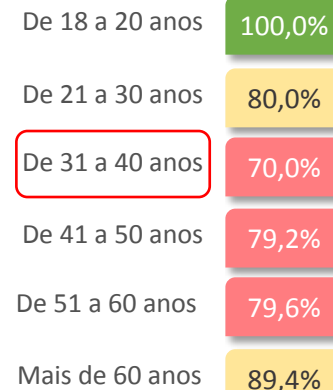 De 18 a 20 anos 100,0%
De 21 a 30 anos 80,0%
De 31 a 40 anos 70,0%
De 41 a 50 anos 79,2%
De 51 a 60 anos 79,6%
Mais de 60 anos 89,4%